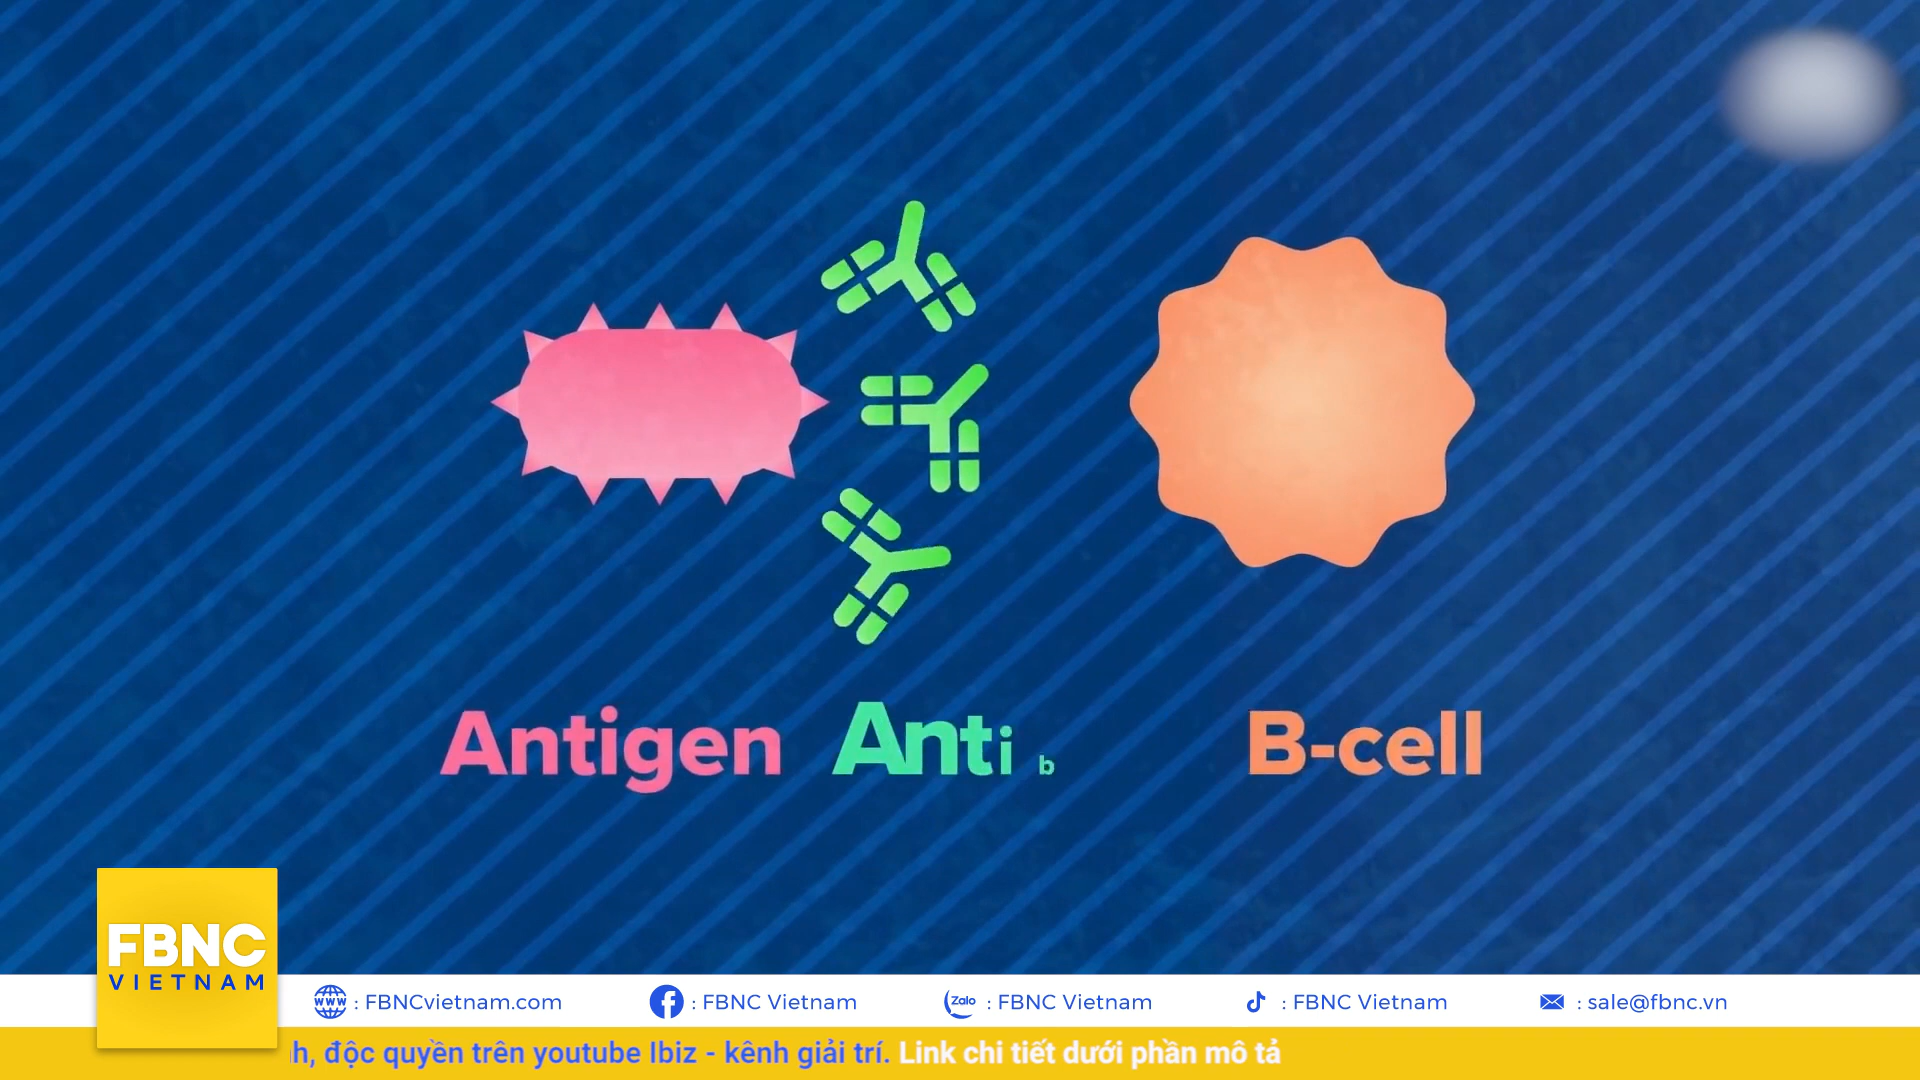 Antigen Anti b B-cell
FBNC
VIETNAM
www : FBNCvietnam.com : FBNC Vietnam Zalo : FBNC Vietnam : FBNC Vietnam : sale@fbnc.vn
h, độc quyền trên youtube Ibiz - kênh giải trí. Link chi tiết dưới phần mô tả